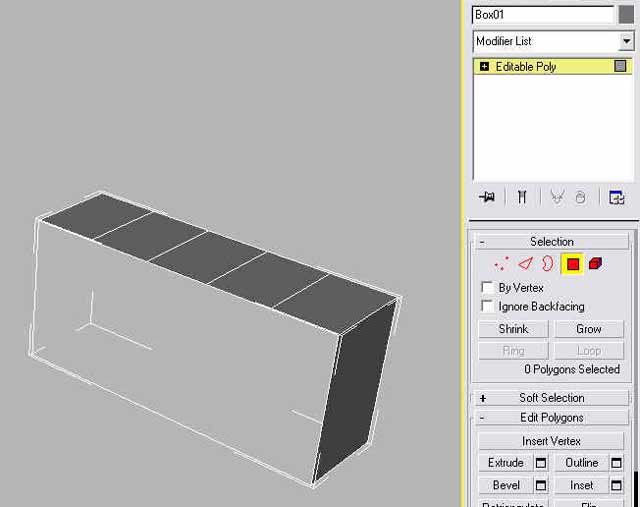 Box01
Modifier List
Editable Poly
- Selection
By Vertex
Ignore Backfacing
Shrink Grow
Ring Loop
0 Polygons Selected
+ Soft Selection
- Edit Polygons
Insert Vertex
Extrude Outline
Bevel Inset
Retriangulate Flip